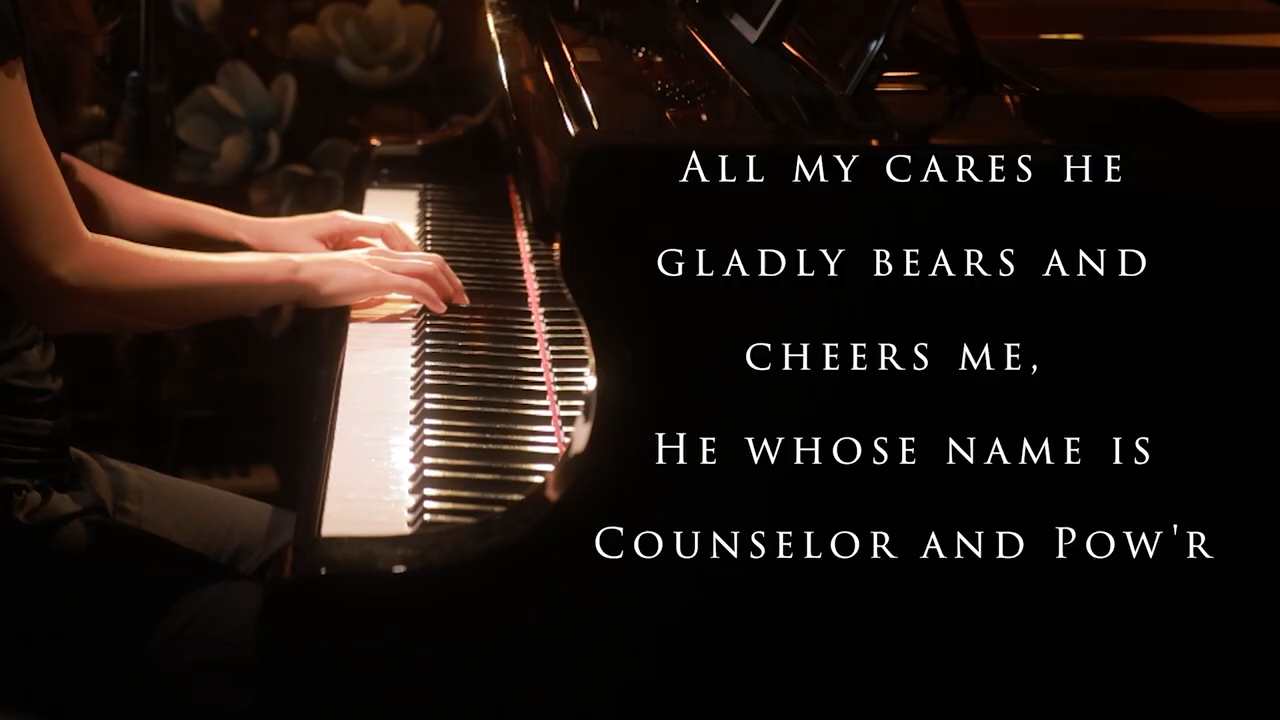 All my cares He
gladly bears and
cheers me,
He whose name is
Counselor and Pow'r